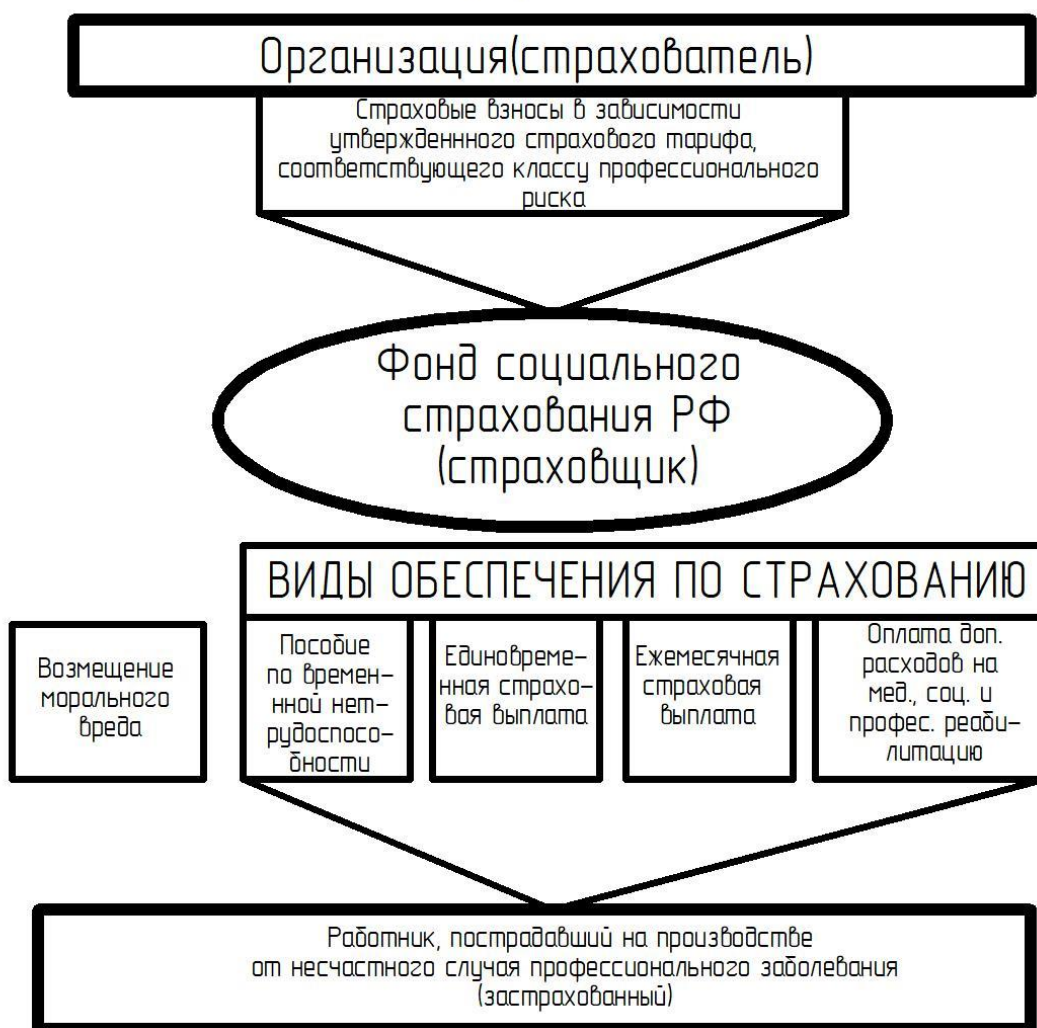 Организация(страхователь)
Страховые взносы в зависимости
утвержденнного страхового тарифа,
соответствующего классу профессионального
риска
Фонд социального
страхования РФ
(страховщик)
ВИДЫ ОБЕСПЕЧЕНИЯ ПО СТРАХОВАНИЮ
Возмещение
морального
вреда
Пособие
по времен-
нной нет-
рудоспосо-
бности
Единовреме-
нная страхо-
вая выплата
Ежемесячная
страховая
выплата
Оплата доп.
расходов на
мед., соц. и
профес. реаби-
литацию
Работник, пострадавший на производстве
от несчастного случая профессионального заболевания
(застрахованный)